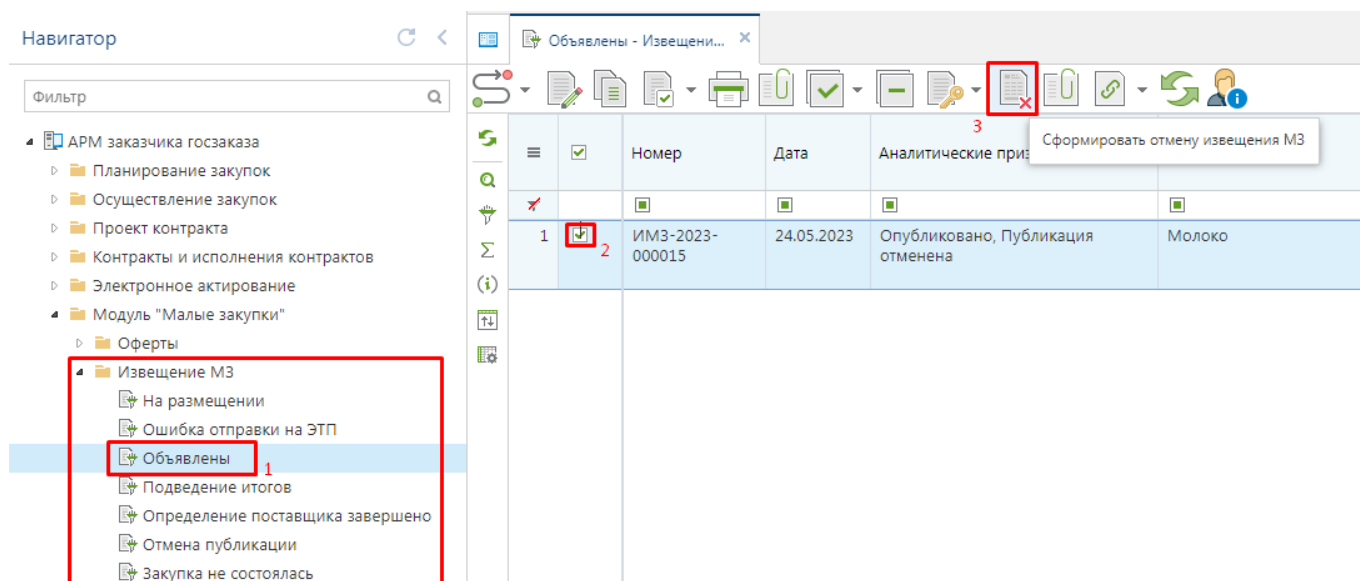 Навигатор
Объявлены - Извещени...
Фильтр
3
Сформировать отмену извещения МЗ
АРМ заказчика госзаказа
Планирование закупок
Осуществление закупок
Проект контракта
Контракты и исполнения контрактов
Электронное актирование
Модуль "Малые закупки"
Оферты
Извещение МЗ
На размещении
Ошибка отправки на ЭТП
Объявлены
1
Подведение итогов
Определение поставщика завершено
Отмена публикации
Закупка не состоялась
Номер
Дата
Аналитические приз
1
2
ИМЗ-2023-
000015
24.05.2023
Опубликовано, Публикация
отменена
Молоко